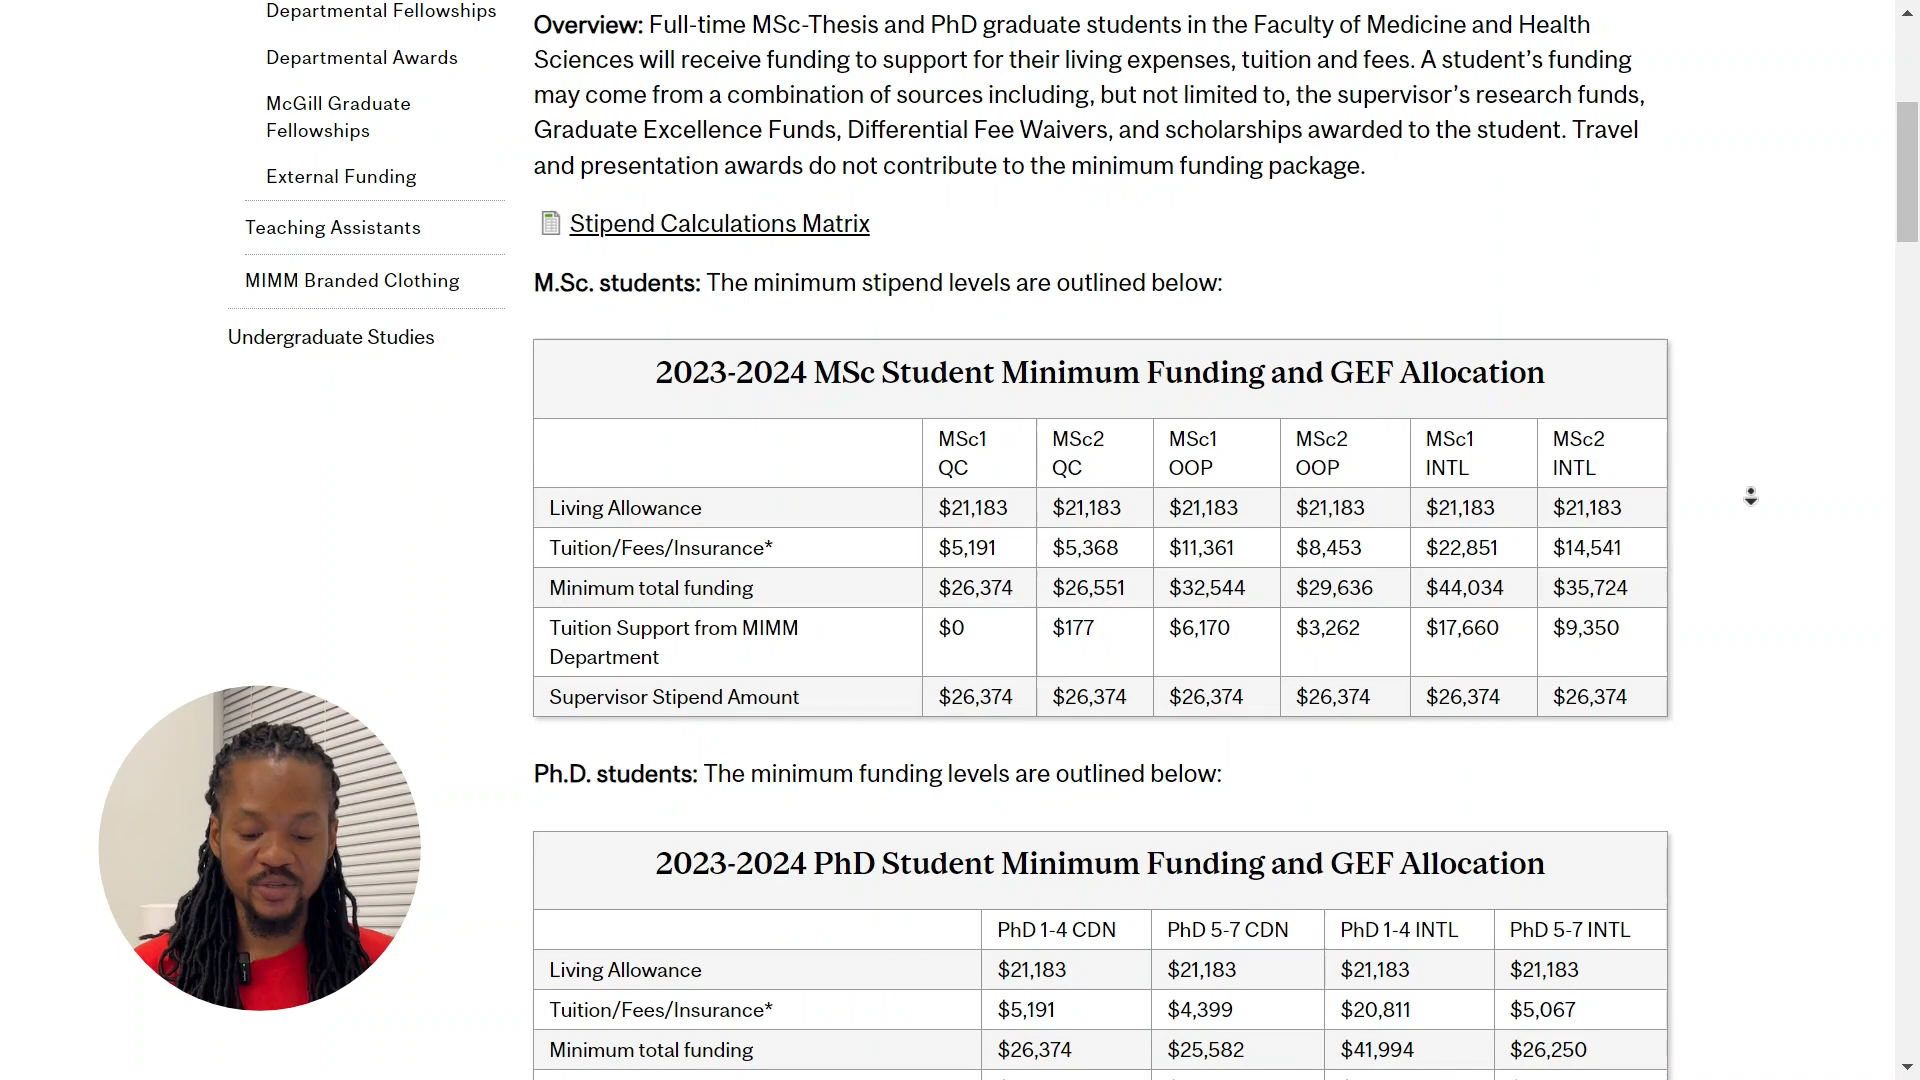 Departmental Fellowships
Departmental Awards
McGill Graduate
Fellowships
External Funding
Teaching Assistants
MIMM Branded Clothing
Undergraduate Studies
Overview: Full-time MSc-Thesis and PhD graduate students in the Faculty of Medicine and Health
Sciences will receive funding to support for their living expenses, tuition and fees. A student’s funding
may come from a combination of sources including, but not limited to, the supervisor’s research funds,
Graduate Excellence Funds, Differential Fee Waivers, and scholarships awarded to the student. Travel
and presentation awards do not contribute to the minimum funding package.
Stipend Calculations Matrix
M.Sc. students: The minimum stipend levels are outlined below:
2023-2024 MSc Student Minimum Funding and GEF Allocation
MSc1 MSc2 MSc1 MSc2 MSc1 MSc2
QC QC OOP OOP INTL INTL
Living Allowance $21,183 $21,183 $21,183 $21,183 $21,183 $21,183
Tuition/Fees/Insurance* $5,191 $5,368 $11,361 $8,453 $22,851 $14,541
Minimum total funding $26,374 $26,551 $32,544 $29,636 $44,034 $35,724
Tuition Support from MIMM $0 $177 $6,170 $3,262 $17,660 $9,350
Department
Supervisor Stipend Amount $26,374 $26,374 $26,374 $26,374 $26,374 $26,374
Ph.D. students: The minimum funding levels are outlined below:
2023-2024 PhD Student Minimum Funding and GEF Allocation
PhD 1-4 CDN PhD 5-7 CDN PhD 1-4 INTL PhD 5-7 INTL
Living Allowance $21,183 $21,183 $21,183 $21,183
Tuition/Fees/Insurance* $5,191 $4,399 $20,811 $5,067
Minimum total funding $26,374 $25,582 $41,994 $26,250